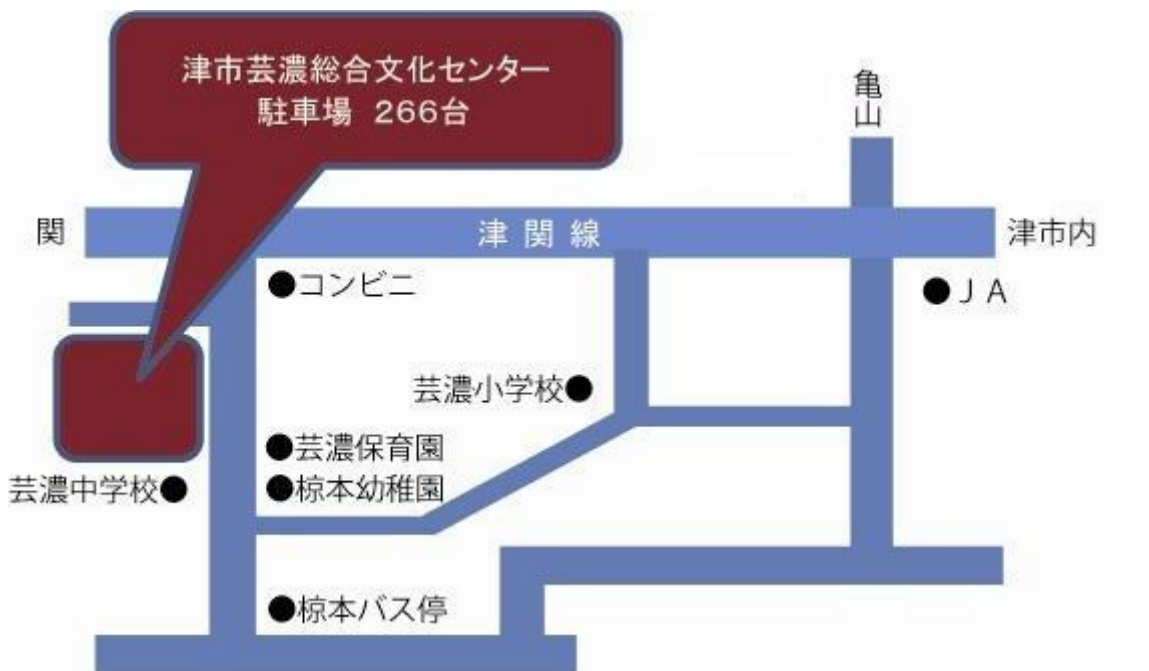 津市芸濃総合文化センター
駐車場 266台
亀山
関
津関線
津市内
●コンビニ
●JA
芸濃小学校●
●芸濃保育園
芸濃中学校●
●椋本幼稚園
●椋本バス停